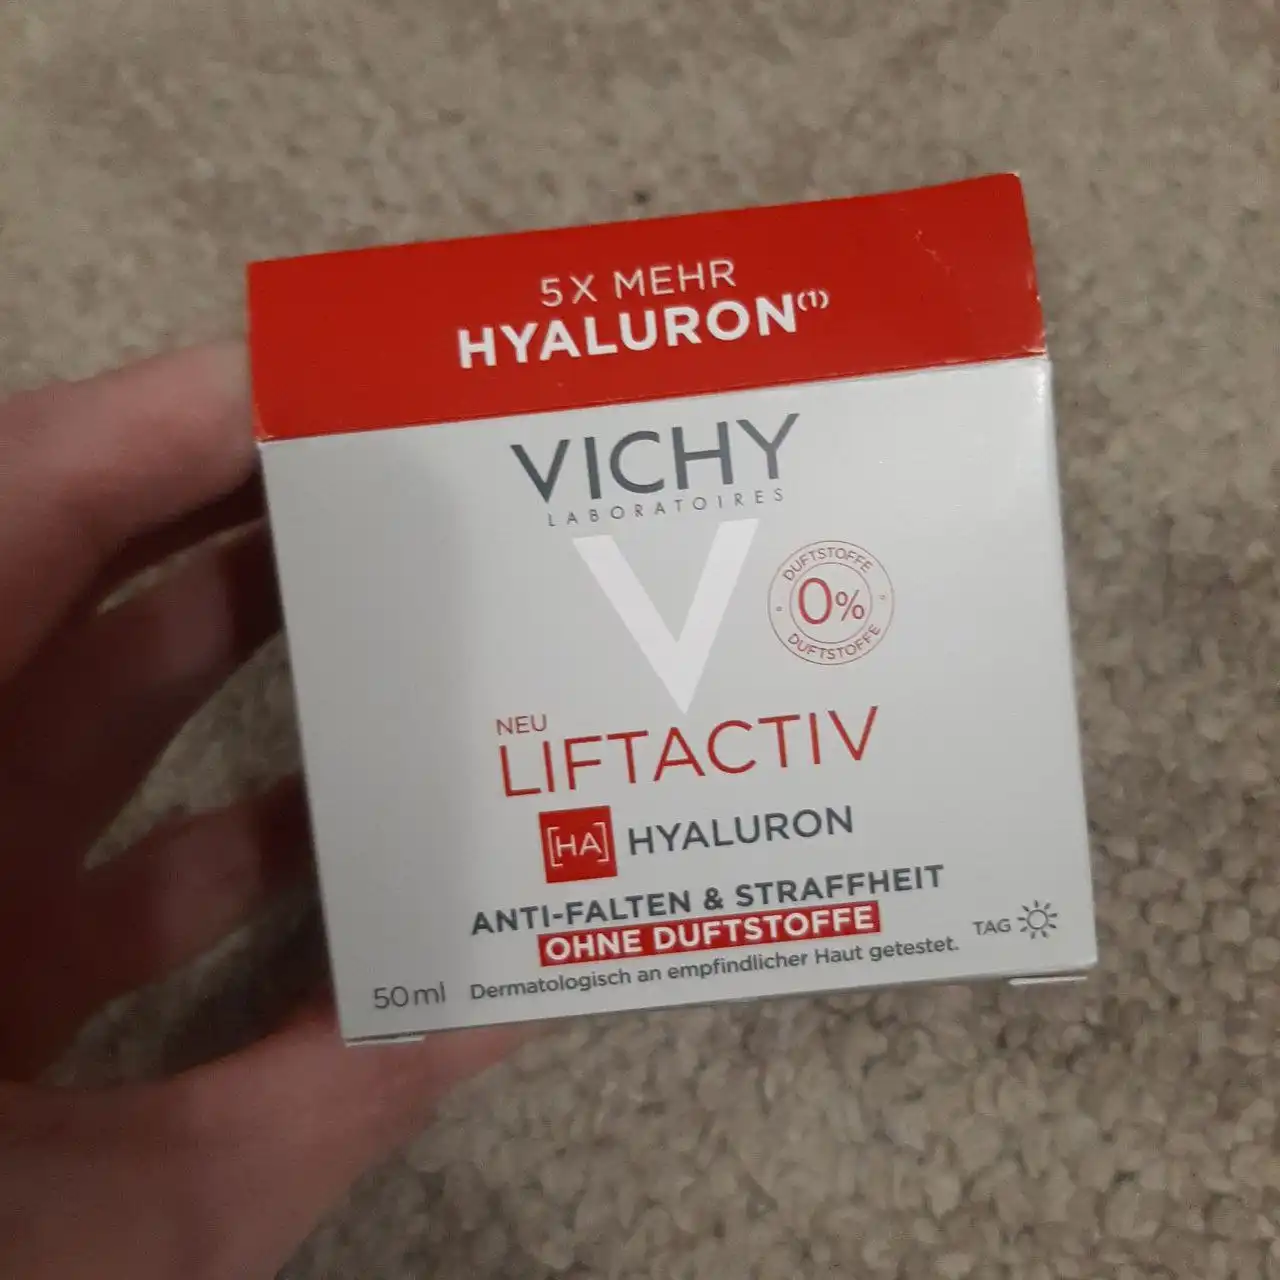 5X MEHR
HYALURON(1)
VICHY
LABORATOIRES
DUFTSTOFFE
0%
DUFTSTOFFE
NEU
LIFTACTIV
[HA] HYALURON
ANTI-FALTEN & STRAFFHEIT
OHNE DUFTSTOFFE
TAG
50ml Dermatologisch an empfindlicher Haut getestet.